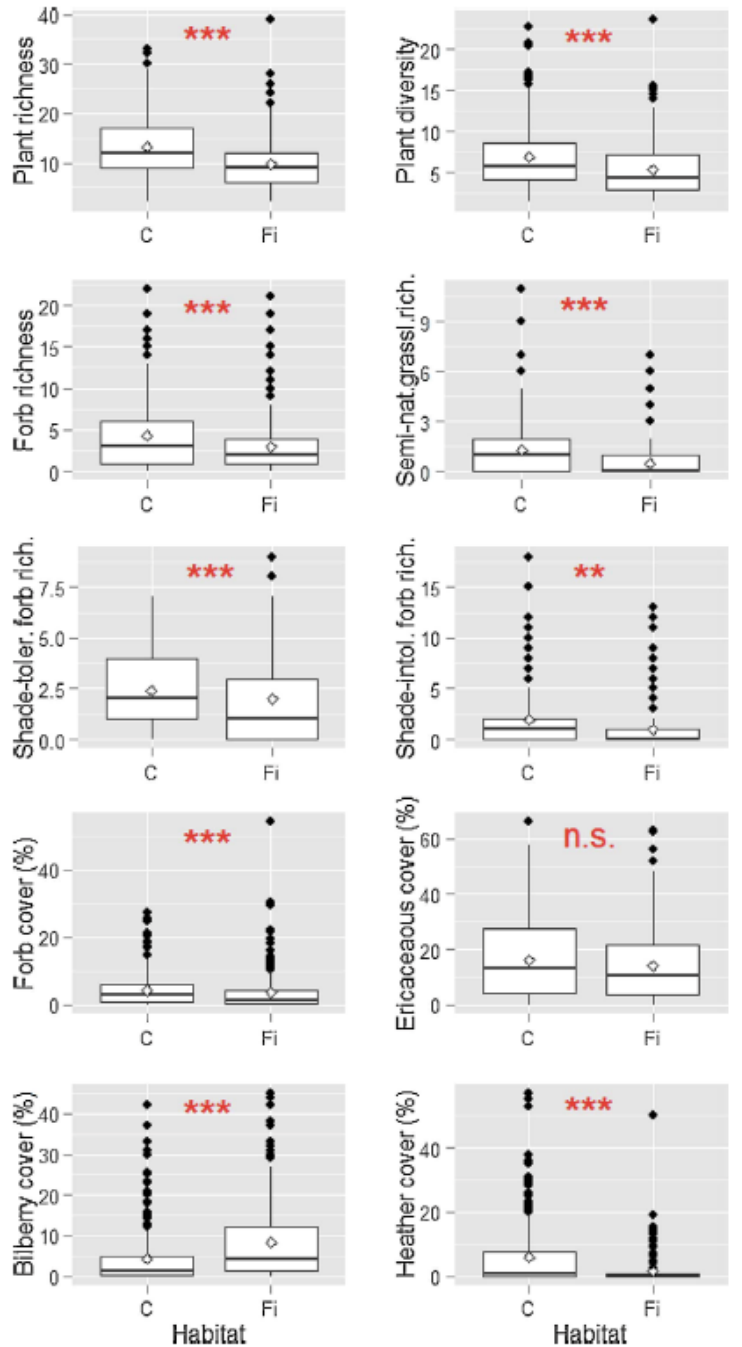 Plant richness
40
30
20
10
***
C
Fi
Plant diversity
20
15
10
5
***
C
Fi
Forb richness
20
15
10
5
0
***
C
Fi
Semi-nat.grassl.rich.
9
6
3
0
***
C
Fi
Shade-toler. forb rich.
7.5
5.0
2.5
0.0
***
C
Fi
Shade-intol. forb rich.
15
10
5
0
**
C
Fi
Forb cover (%)
40
20
0
***
C
Fi
Ericaceaous cover (%)
60
40
20
0
n.s.
C
Fi
Bilberry cover (%)
40
30
20
10
0
***
C
Fi
Habitat
Heather cover (%)
40
20
0
***
C
Fi
Habitat